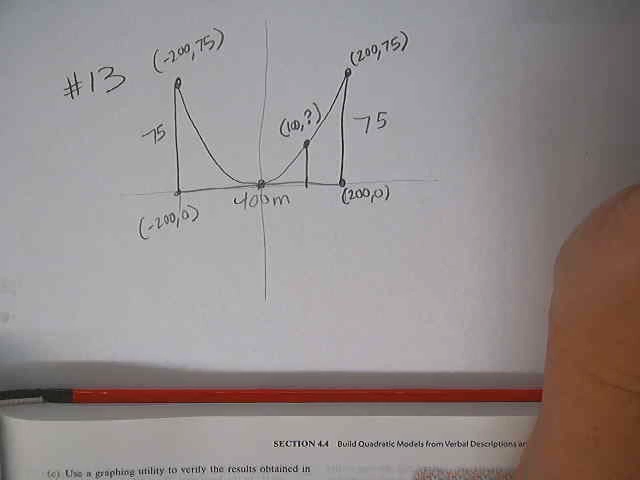 #13
(-200,75)
(200,75)
75
(100,?)
75
(-200,0)
400m
(200,0)
SECTION 4.4 Build Quadratic Models from Verbal Descriptions
(c) Use a graphing utility to verify the results obtained in